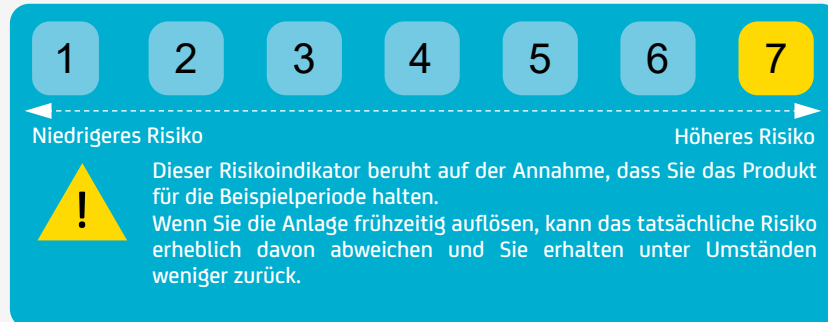 1 2 3 4 5 6 7
Niedrigeres Risiko Höheres Risiko
!
Dieser Risikoindikator beruht auf der Annahme, dass Sie das Produkt
für die Beispielperiode halten.
Wenn Sie die Anlage frühzeitig auflösen, kann das tatsächliche Risiko
erheblich davon abweichen und Sie erhalten unter Umständen
weniger zurück.